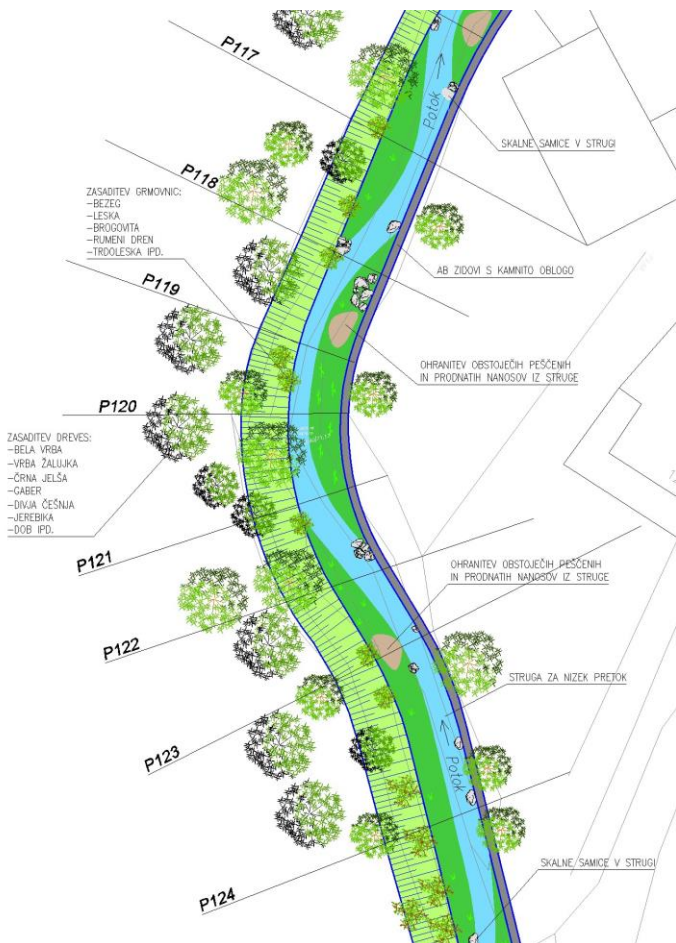 P117
Potok
SKALNE SAMICE V STRUGI
P118
ZASADITEV GRMOVNIC:
-BEZEG
-LESKA
-BROGOVITA
-RUMENI DREN
-TRDOLESKA IPD.
AB ZIDOVI S KAMNITO OBLOGO
P119
OHRANITEV OBSTOJEČIH PEŠČENIH
IN PRODNATIH NANOSOV IZ STRUGE
P120
ZASADITEV DREVES:
-BELA VRBA
-VRBA ŽALUJKA
-ČRNA JELŠA
-GABER
-DIVJA ČEŠNJA
-JEREBIKA
-DOB IPD.
P121
OHRANITEV OBSTOJEČIH PEŠČENIH
IN PRODNATIH NANOSOV IZ STRUGE
P122
STRUGA ZA NIZEK PRETOK
P123
Potok
SKALNE SAMICE V STRUGI
P124